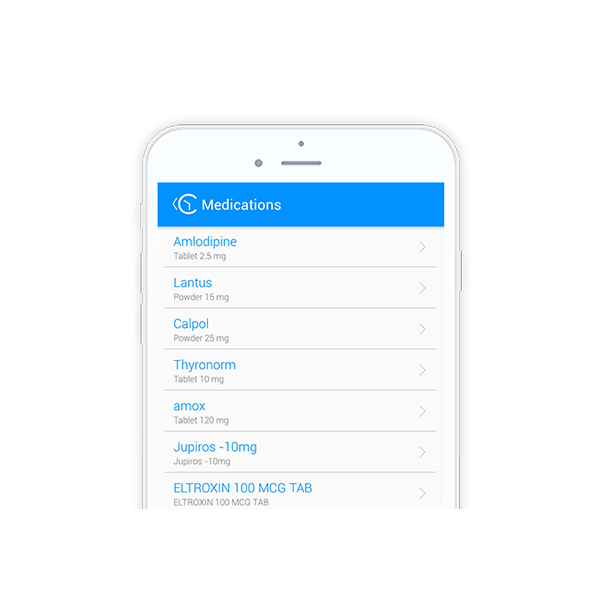 Medications
Amlodipine
Tablet 2.5 mg
Lantus
Powder 15 mg
Calpol
Powder 25 mg
Thyronorm
Tablet 10 mg
amox
Tablet 120 mg
Jupiros -10mg
Jupiros -10mg
ELTROXIN 100 MCG TAB
ELTROXIN 100 MCG TAB